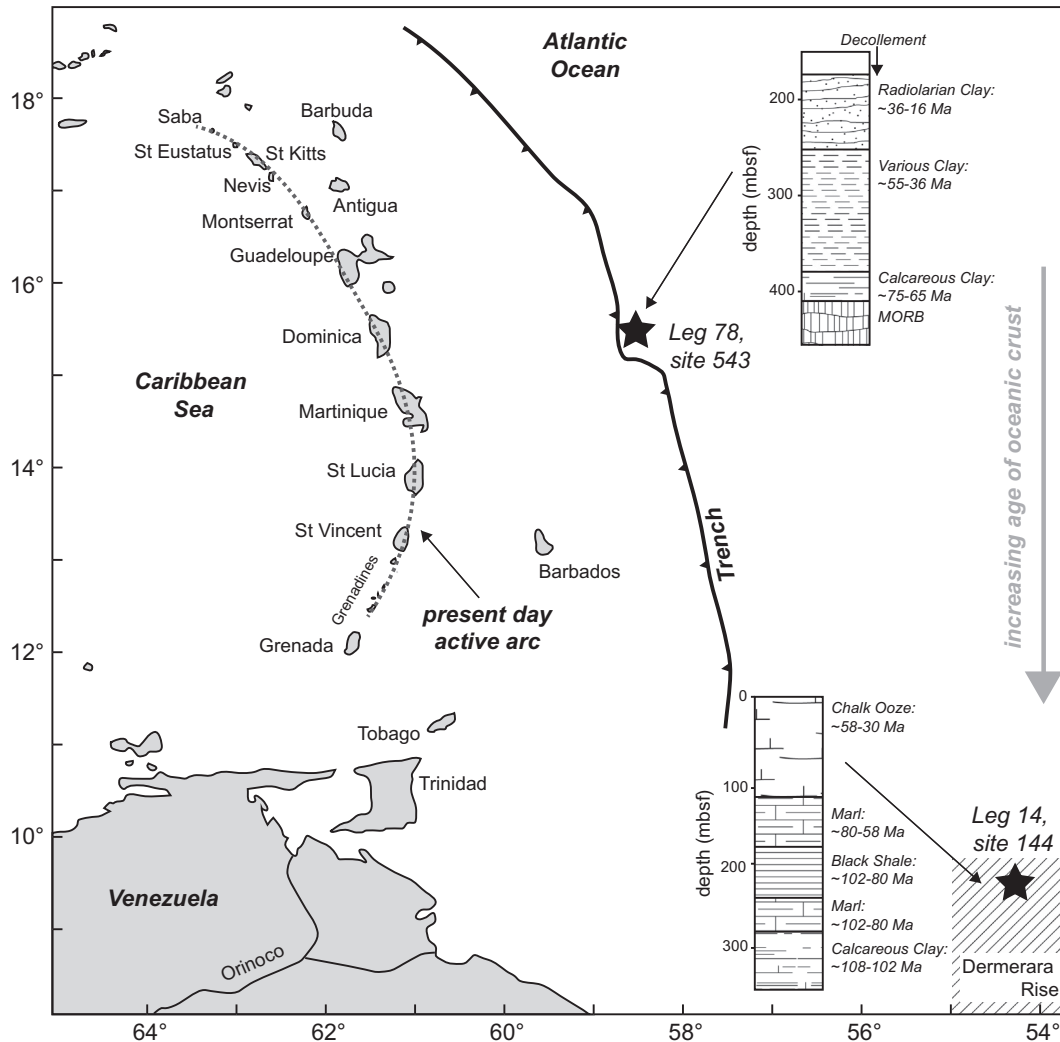 Atlantic
Ocean
Decollement
200
300
400
depth (mbsf)
Radiolarian Clay:
~36-16 Ma
Various Clay:
~55-36 Ma
Calcareous Clay:
~75-65 Ma
MORB
18°
16°
14°
12°
10°
Saba
Barbuda
St Eustatus
St Kitts
Nevis
Antigua
Montserrat
Guadeloupe
Dominica
Leg 78,
site 543
Caribbean
Sea
Martinique
St Lucia
St Vincent
Grenadines
Barbados
Trench
present day
active arc
Grenada
increasing age of oceanic crust
Tobago
Trinidad
Venezuela
Orinoco
0
100
200
300
depth (mbsf)
Chalk Ooze:
~58-30 Ma
Marl:
~80-58 Ma
Black Shale:
~102-80 Ma
Marl:
~102-80 Ma
Calcareous Clay:
~108-102 Ma
Leg 14,
site 144
Dermerara
Rise
64°
62°
60°
58°
56°
54°